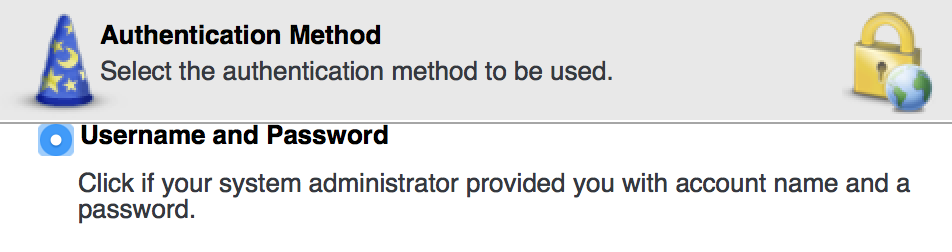 Authentication Method
Select the authentication method to be used.
Username and Password
Click if your system administrator provided you with account name and a
password.